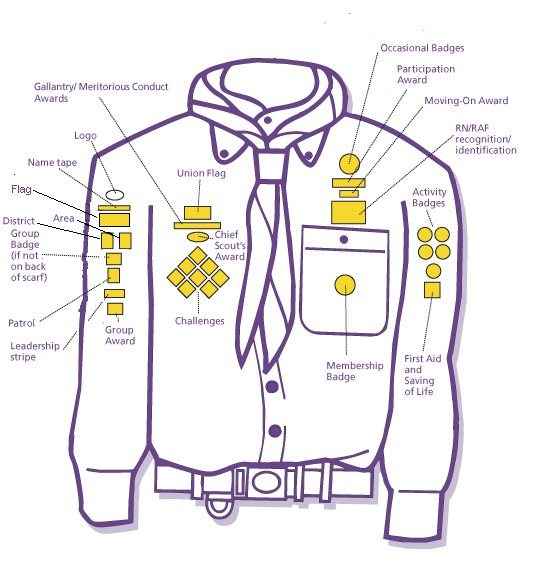 Occasional Badges
Participation
Award
Moving-On Award
Gallantry/ Meritorious Conduct
Awards
RN/RAF
recognition/
identification
Logo
Name tape
Union Flag
Flag
Activity
Badges
District
Area
Group
Badge
(if not
on back
of scarf)
Chief
Scout's
Award
Patrol
Challenges
Group
Award
Leadership
stripe
Membership
Badge
First Aid
and
Saving
of Life